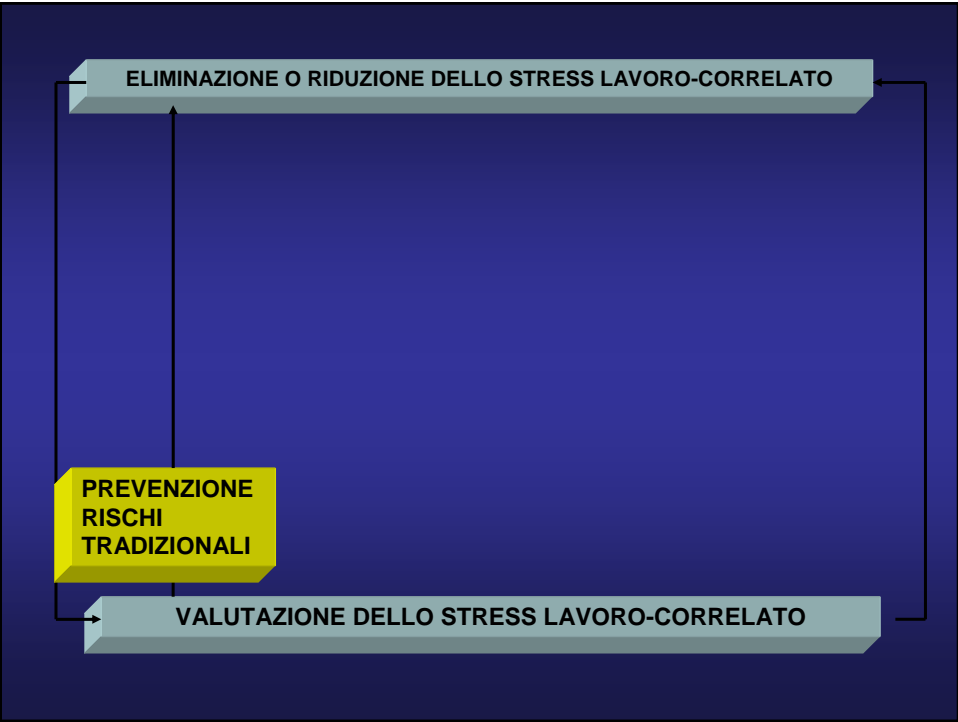 ELIMINAZIONE O RIDUZIONE DELLO STRESS LAVORO-CORRELATO
PREVENZIONE
RISCHI
TRADIZIONALI
VALUTAZIONE DELLO STRESS LAVORO-CORRELATO